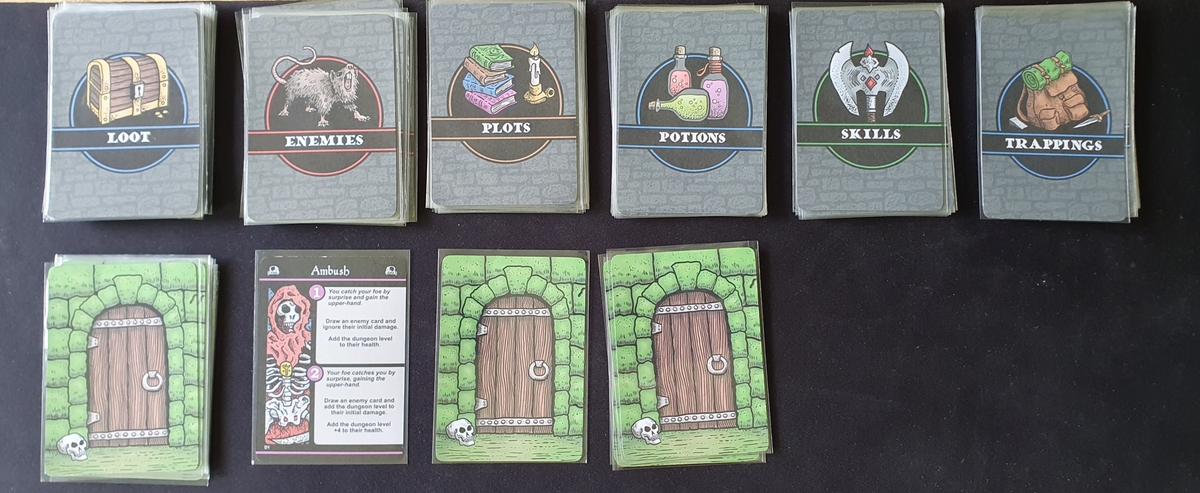 LOOT
ENEMIES
PLOTS
POTIONS
SKILLS
TRAPPINGS
Ambush
1
You catch your foe by
surprise and gain the
upper-hand.
Draw an enemy card and
ignore their initial damage.
Add the dungeon level
to their health.
2
Your foe catches you by
surprise, gaining the
upper-hand.
Draw an enemy card and
add the dungeon level to
their initial damage.
Add the dungeon level
+4 to their health.